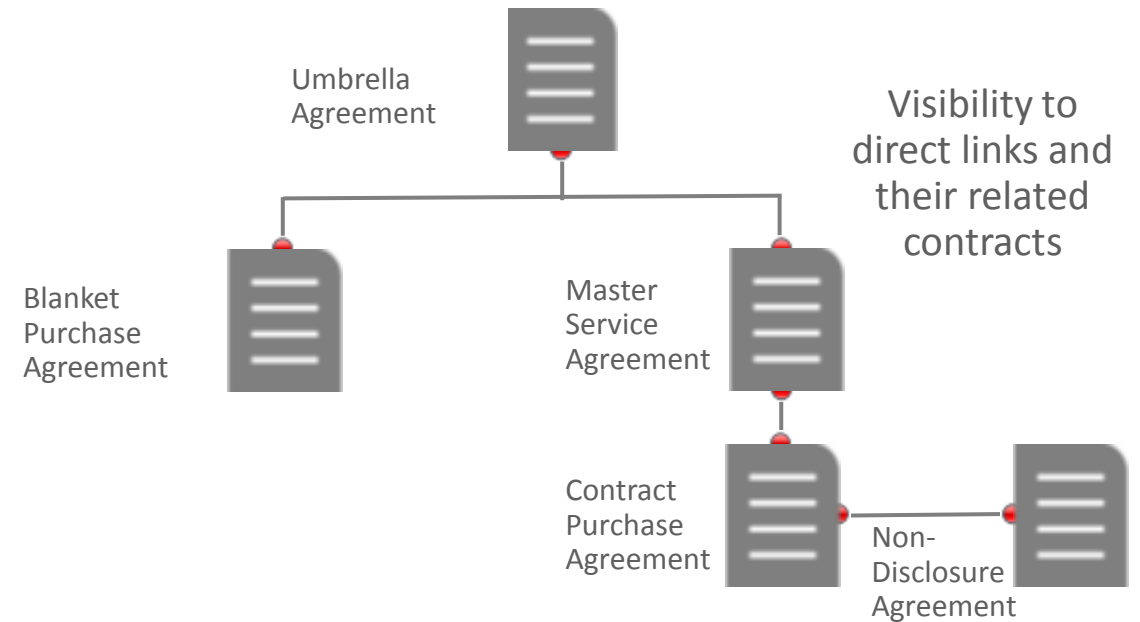 Umbrella
Agreement
Visibility to
direct links and
their related
contracts
Blanket
Purchase
Agreement
Master
Service
Agreement
Contract
Purchase
Agreement
Non-
Disclosure
Agreement